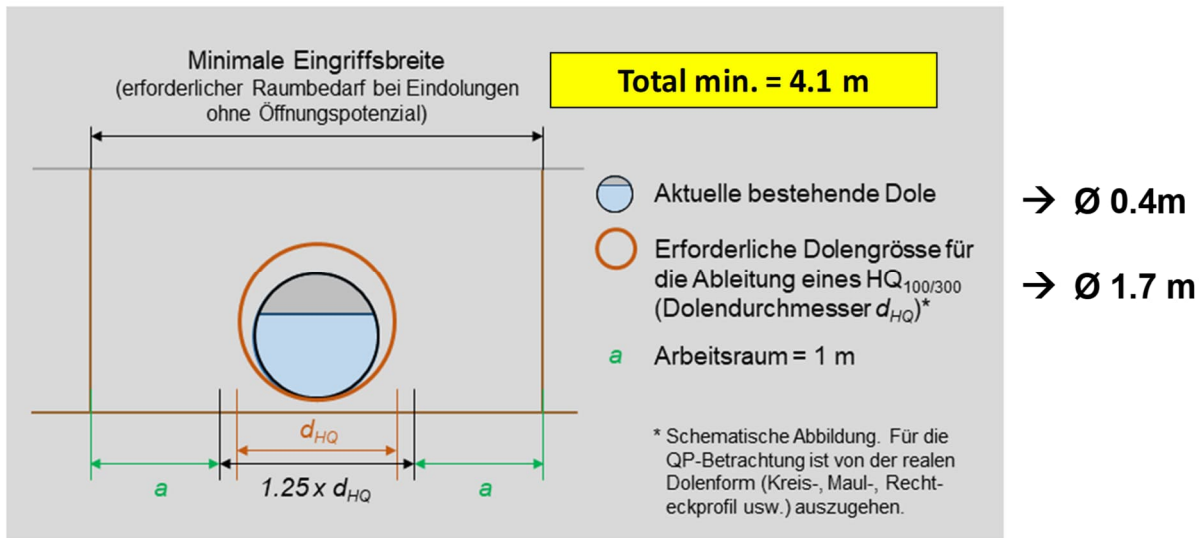 Minimale Eingriffsbreite
(erforderlicher Raumbedarf bei Eindolungen
ohne Öffnungspotenzial)
Total min. = 4.1 m
Aktuelle bestehende Dole
→ Ø 0.4m
Erforderliche Dolengrösse für
die Ableitung eines HQ100/300
(Dolendurchmesser dHQ)*
→ Ø 1.7 m
a Arbeitsraum = 1 m
dHQ
a
1.25 x dHQ
a
* Schematische Abbildung. Für die
QP-Betrachtung ist von der realen
Dolenform (Kreis-, Maul-, Recht-
eckprofil usw.) auszugehen.